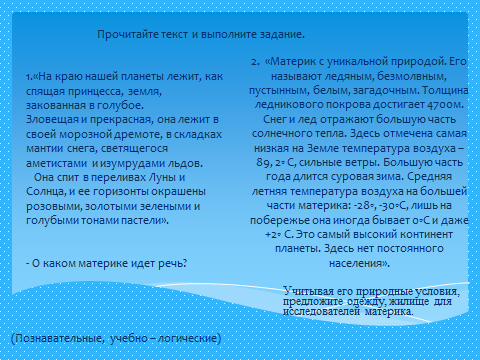 Прочитайте текст и выполните задание.
1.«На краю нашей планеты лежит, как
спящая принцесса, земля,
закованная в голубое.
Зловещая и прекрасная, она лежит в
своей морозной дремоте, в складках
мантии снега, светящегося
аметистами и изумрудами льдов.
Она спит в переливах Луны и
Солнца, и ее горизонты окрашены
розовыми, золотыми зелеными и
голубыми тонами пастели».
- О каком материке идет речь?
2. «Материк с уникальной природой. Его
называют ледяным, безмолвным,
пустынным, белым, загадочным. Толщина
ледникового покрова достигает 4700м.
Снег и лед отражают большую часть
солнечного тепла. Здесь отмечена самая
низкая на Земле температура воздуха –
89, 2◦ С, сильные ветры. Большую часть
года длится суровая зима. Средняя
летняя температура воздуха на большей
части материка: -28◦, -30◦С, лишь на
побережье она иногда бывает 0◦С и даже
+2◦ С. Это самый высокий континент
планеты. Здесь нет постоянного
населения».
Учитывая его природные условия,
предложите одежду, жилище для
исследователей материка.
(Познавательные, учебно – логические)